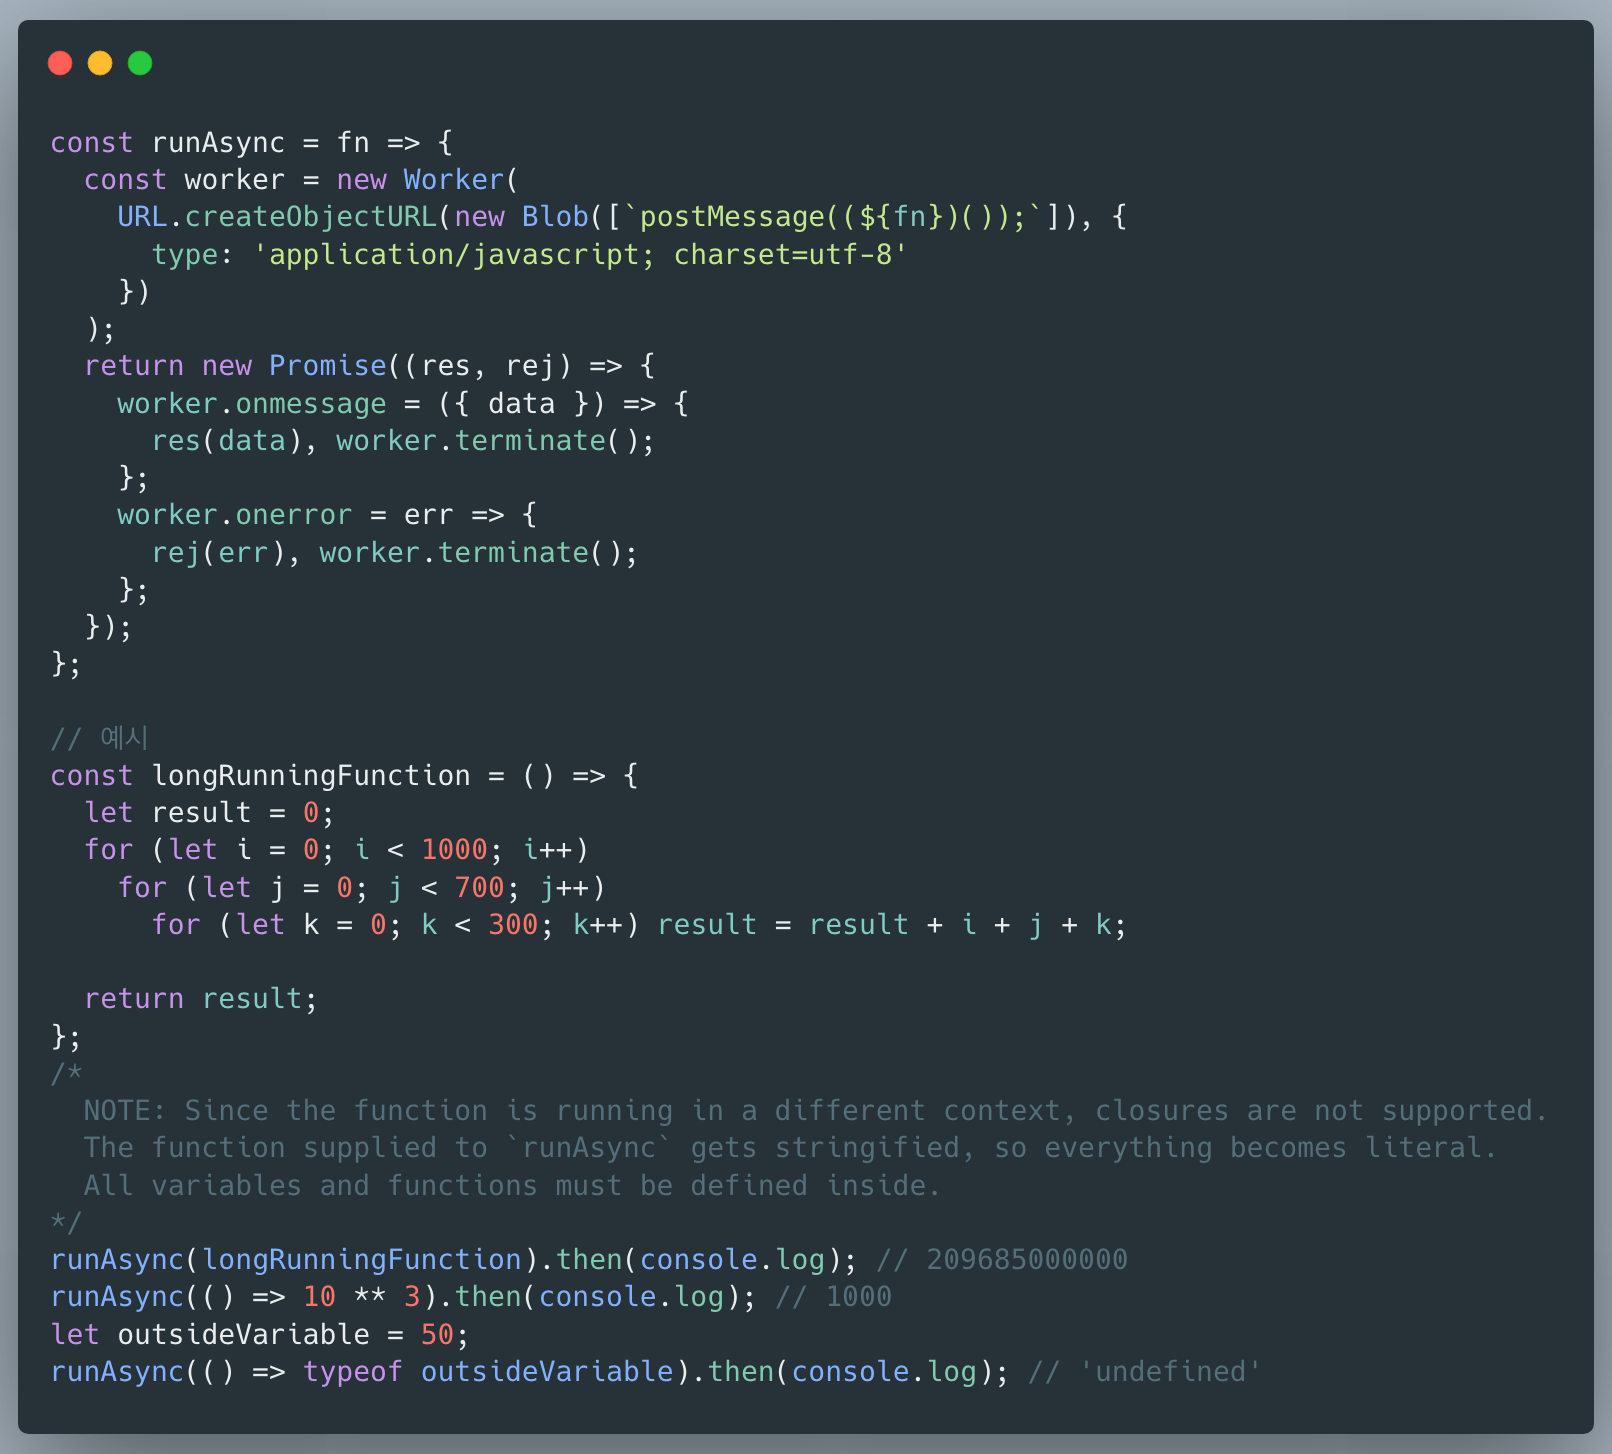 const runAsync = fn => {
  const worker = new Worker(
    URL.createObjectURL(new Blob([`postMessage((${fn})());`]), {
      type: 'application/javascript; charset=utf-8'
    })
  );
  return new Promise((res, rej) => {
    worker.onmessage = ({ data }) => {
      res(data), worker.terminate();
    };
    worker.onerror = err => {
      rej(err), worker.terminate();
    };
  });
};

// 예시
const longRunningFunction = () => {
  let result = 0;
  for (let i = 0; i < 1000; i++)
    for (let j = 0; j < 700; j++)
      for (let k = 0; k < 300; k++) result = result + i + j + k;

  return result;
};
/*
  NOTE: Since the function is running in a different context, closures are not supported.
  The function supplied to `runAsync` gets stringified, so everything becomes literal.
  All variables and functions must be defined inside.
*/
runAsync(longRunningFunction).then(console.log); // 209685000000
runAsync(() => 10 ** 3).then(console.log); // 1000
let outsideVariable = 50;
runAsync(() => typeof outsideVariable).then(console.log); // 'undefined'